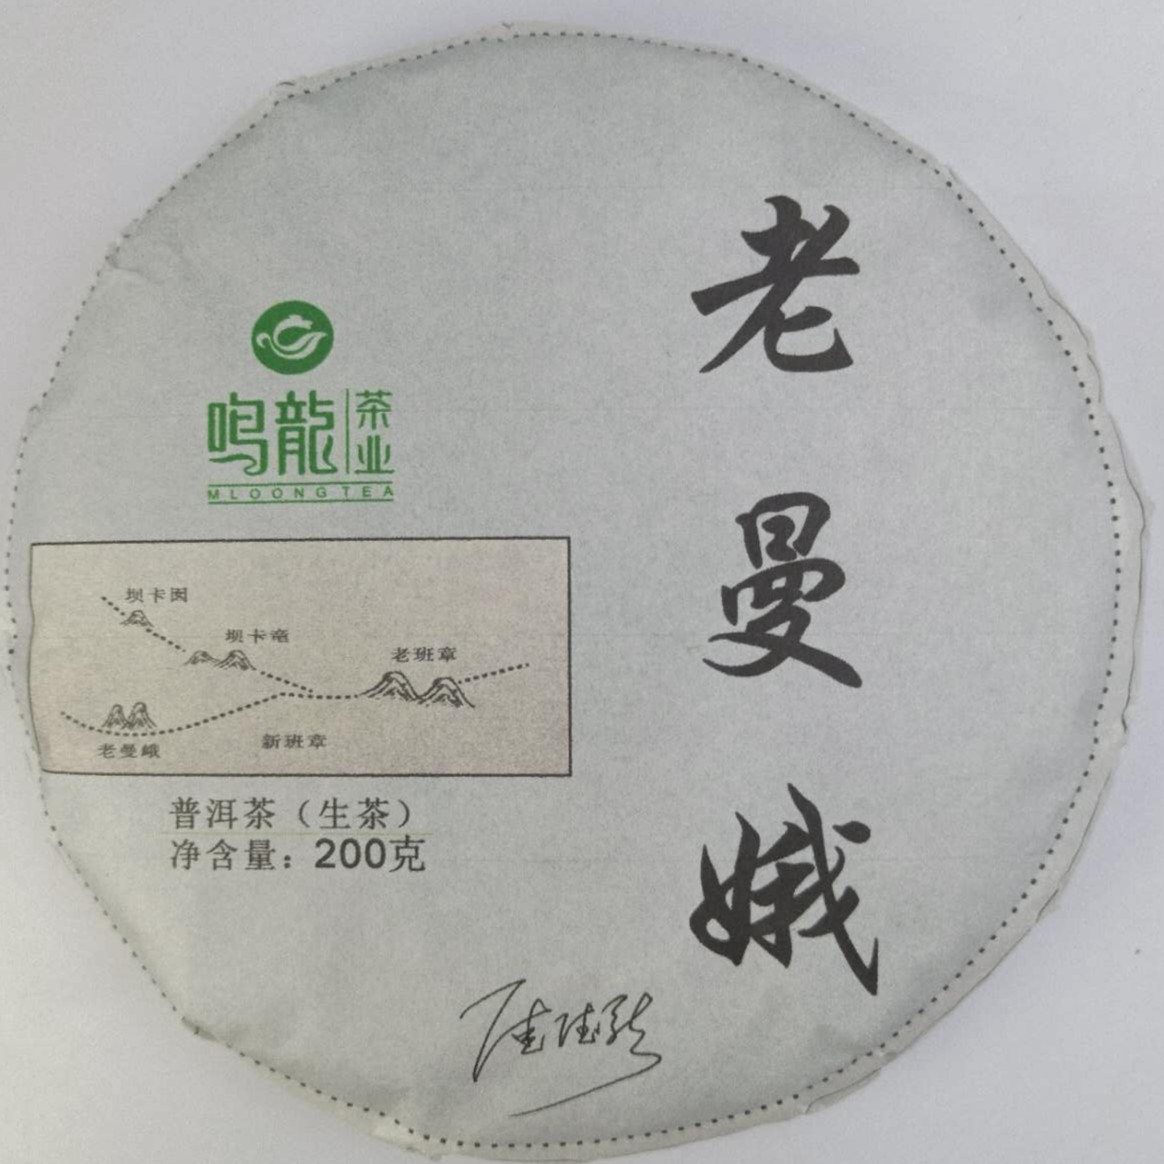 老曼娥
鸣龍茶业
MLOONGTEA
坝卡囡
坝卡竜
老班章
老曼峨
新班章
普洱茶（生茶）
净含量：200克